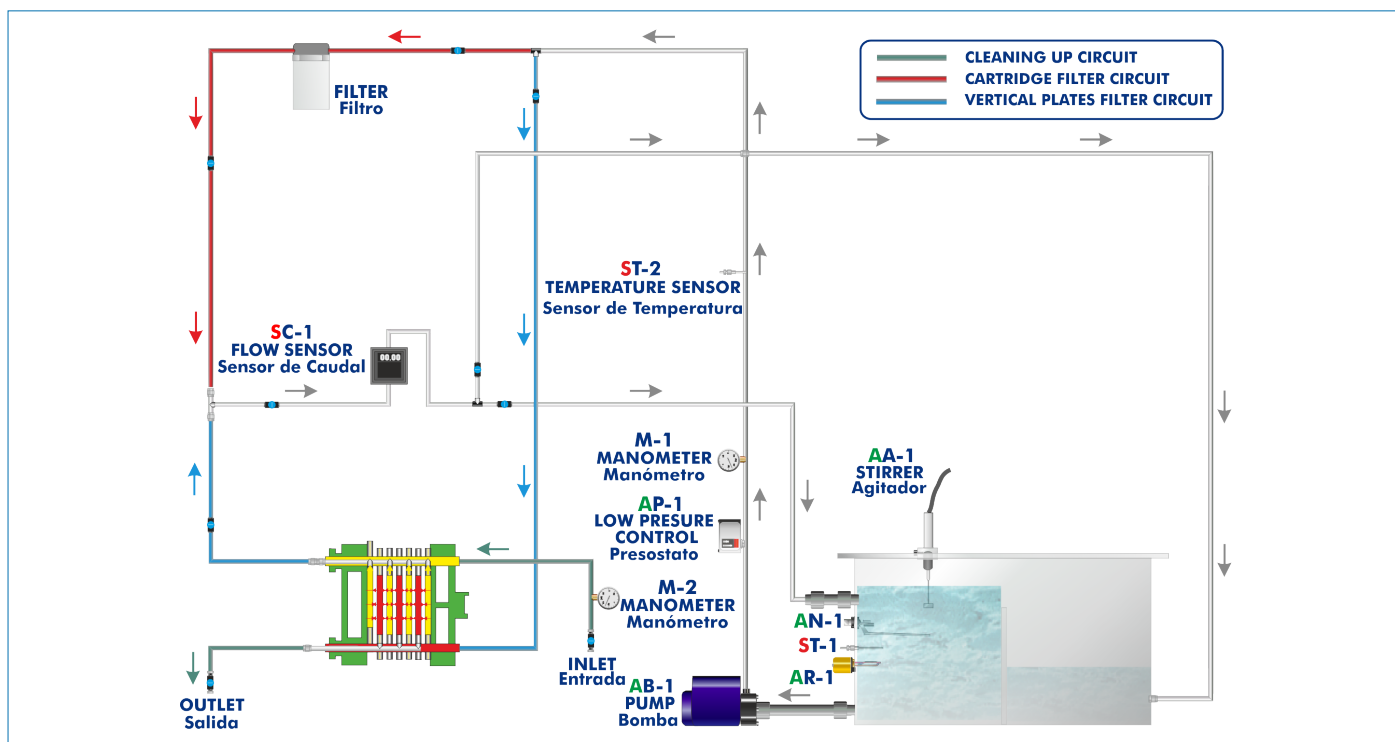 CLEANING UP CIRCUIT
CARTRIDGE FILTER CIRCUIT
VERTICAL PLATES FILTER CIRCUIT
FILTER
Filtro
ST-2
TEMPERATURE SENSOR
Sensor de Temperatura
SC-1
FLOW SENSOR
Sensor de Caudal
00.00
M-1
MANOMETER
Manómetro
AP-1
LOW PRESURE
CONTROL
Presostato
AA-1
STIRRER
Agitador
M-2
MANOMETER
Manómetro
AN-1
ST-1
AR-1
INLET
Entrada
AB-1
PUMP
Bomba
OUTLET
Salida